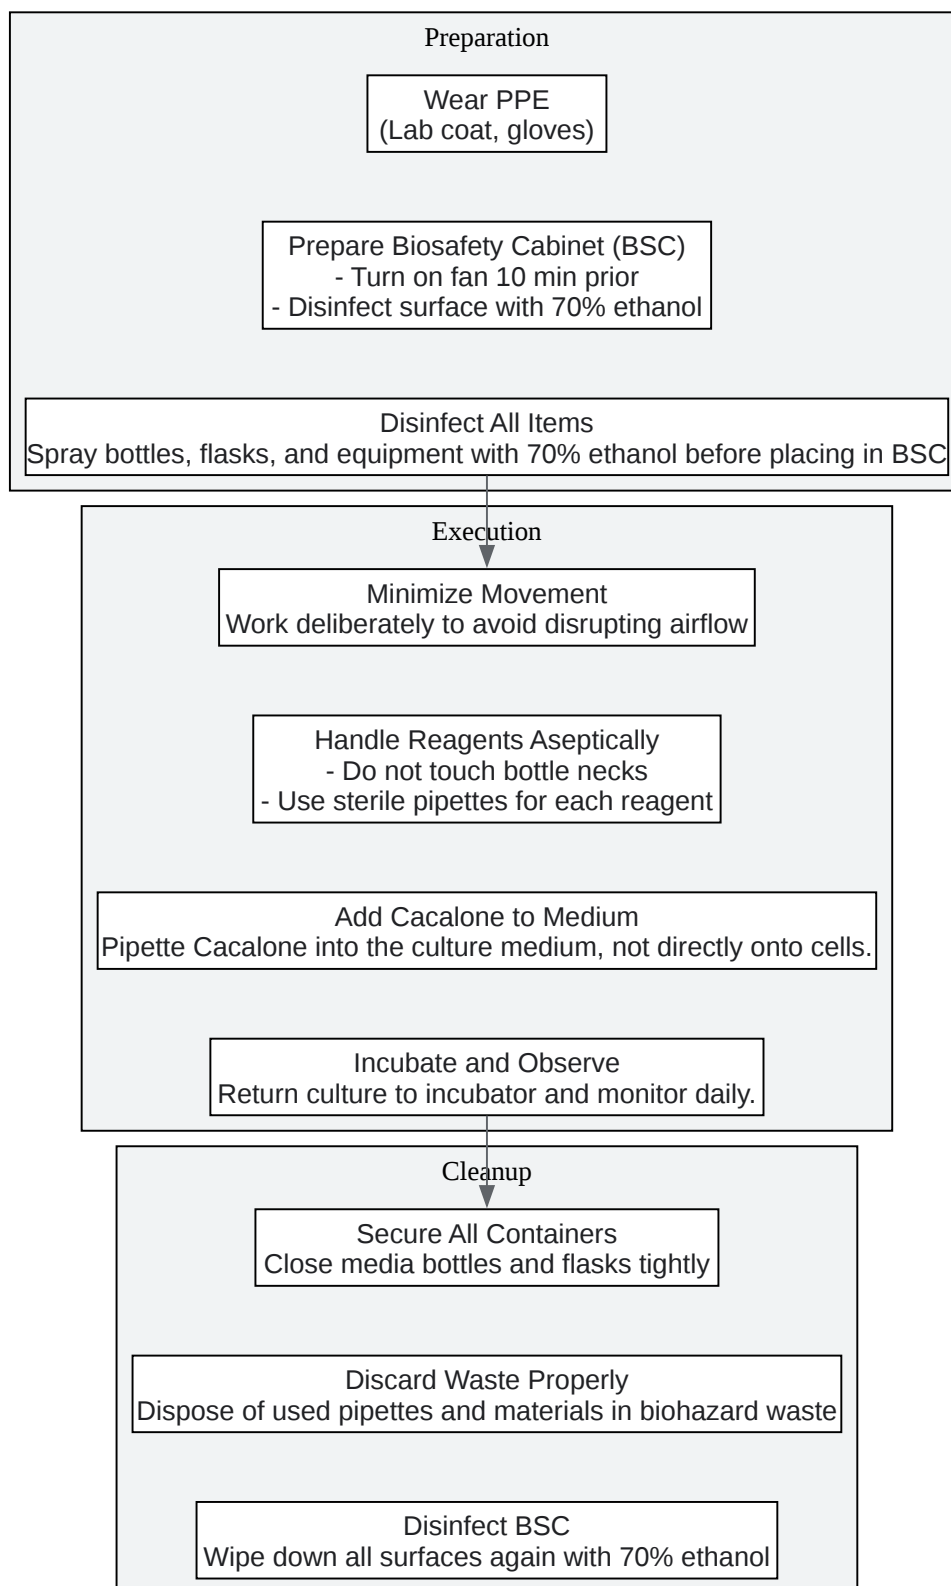 Preparation
Wear PPE
(Lab coat, gloves)
Prepare Biosafety Cabinet (BSC)
- Turn on fan 10 min prior
- Disinfect surface with 70% ethanol
Disinfect All Items
Spray bottles, flasks, and equipment with 70% ethanol before placing in BSC
Execution
Minimize Movement
Work deliberately to avoid disrupting airflow
Handle Reagents Aseptically
- Do not touch bottle necks
- Use sterile pipettes for each reagent
Add Cacalone to Medium
Pipette Cacalone into the culture medium, not directly onto cells.
Incubate and Observe
Return culture to incubator and monitor daily.
Cleanup
Secure All Containers
Close media bottles and flasks tightly
Discard Waste Properly
Dispose of used pipettes and materials in biohazard waste
Disinfect BSC
Wipe down all surfaces again with 70% ethanol